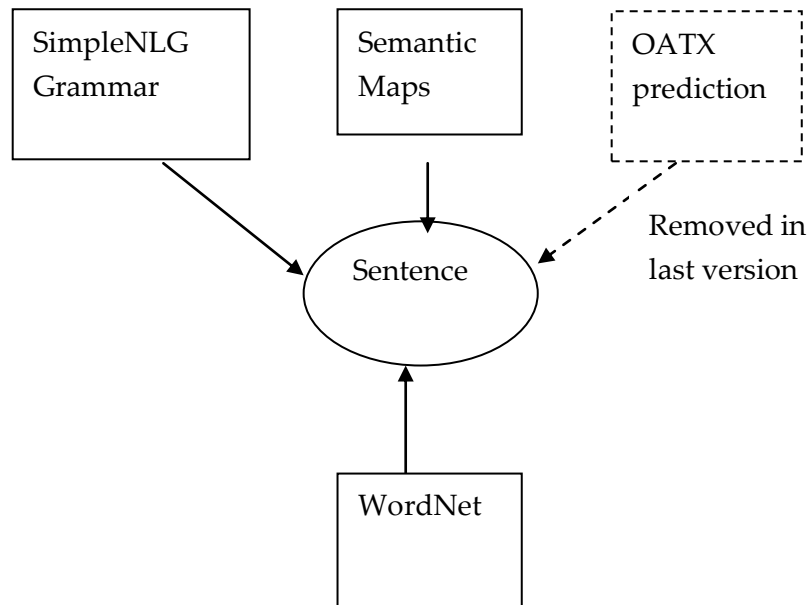 SimpleNLG
Grammar
Semantic
Maps
OATX
prediction
Removed in
last version
Sentence
WordNet